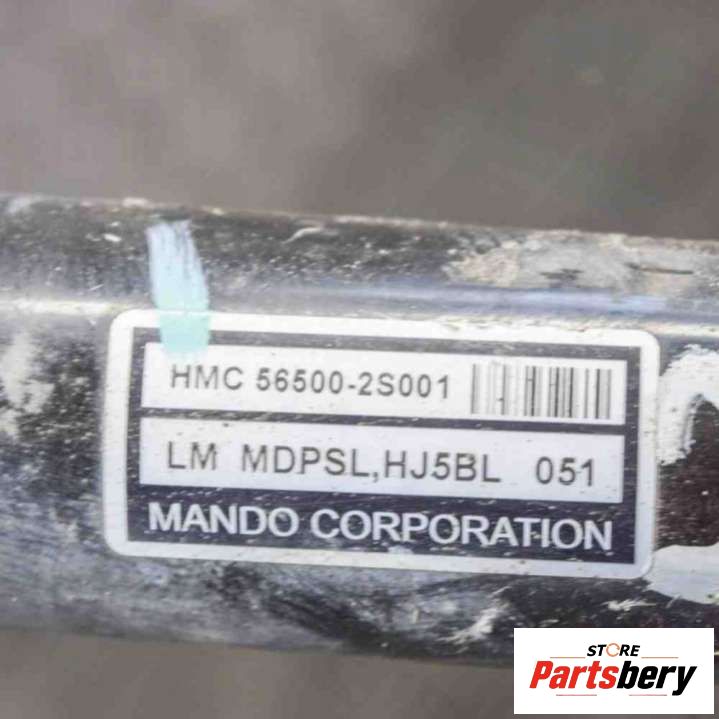 HMC 56500-2S001
LM MDPSL,HJ5BL 051
MANDO CORPORATION
STORE
Partsbery